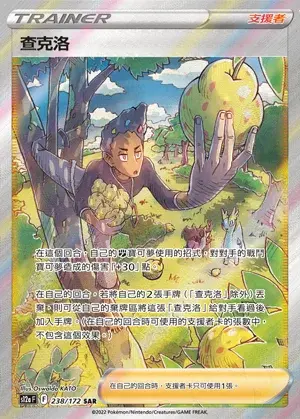 TRAINER 支援者
查克洛
在這個回合,自己的寶可夢使用的招式,對對手的戰鬥
寶可夢造成的傷害「+30」點。
在自己的回合,若將自己的2張手牌(「查克洛」除外)丟
棄,則可從自己的棄牌區將這張「查克洛」給對手看過後
加入手牌。(在自己的回合時可使用的支援者卡的張數中,
不包含這個效果。)
Illus. Oswaldo KATO
s12a F F 238/172 SAR
在自己的回合時,支援者卡只可使用1張。
©2022 Pokémon/Nintendo/Creatures/GAME FREAK.